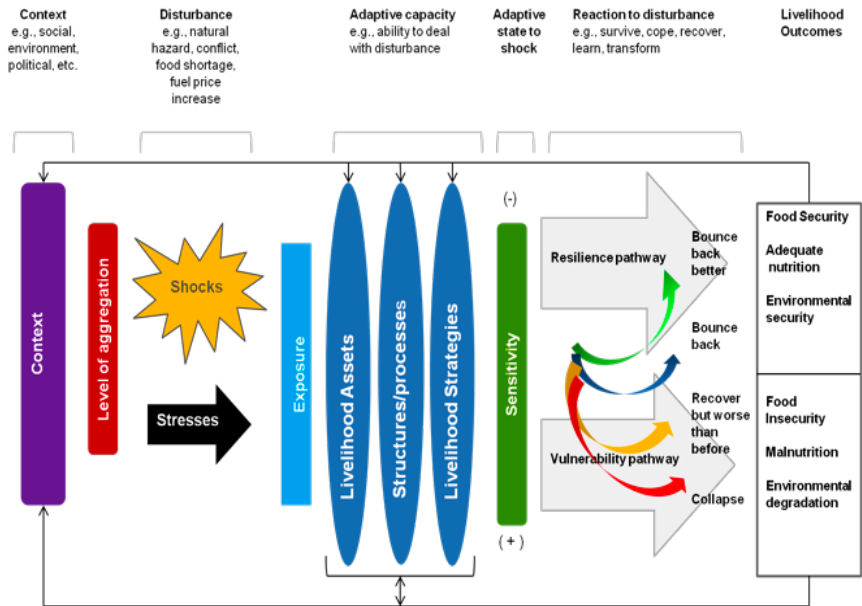 Context
e.g., social,
environment,
political, etc.
Disturbance
e.g., natural
hazard, conflict,
food shortage,
fuel price
increase
Adaptive capacity
e.g., ability to deal
with disturbance
Adaptive
state to
shock
Reaction to disturbance
e.g., survive, cope, recover,
learn, transform
Livelihood
Outcomes
Context
Level of aggregation
Shocks
Stresses
Exposure
Livelihood Assets
Structures/processes
Livelihood Strategies
(-)
Sensitivity
(+)
Resilience pathway
Bounce
back
better
Bounce
back
Recover
but worse
than
before
Vulnerability pathway
Collapse
Food Security
Adequate
nutrition
Environmental
security
Food
Insecurity
Malnutrition
Environmental
degradation